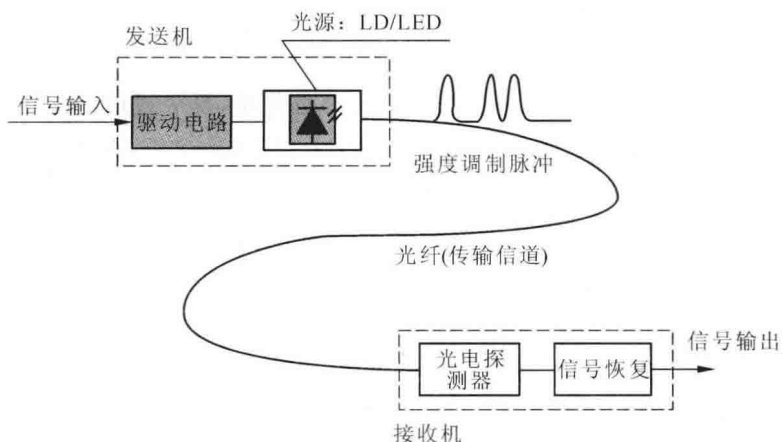 光源：LD/LED
发送机
信号输入
驱动电路
强度调制脉冲
光纤(传输信道)
信号输出
光电探
测器
信号恢复
接收机